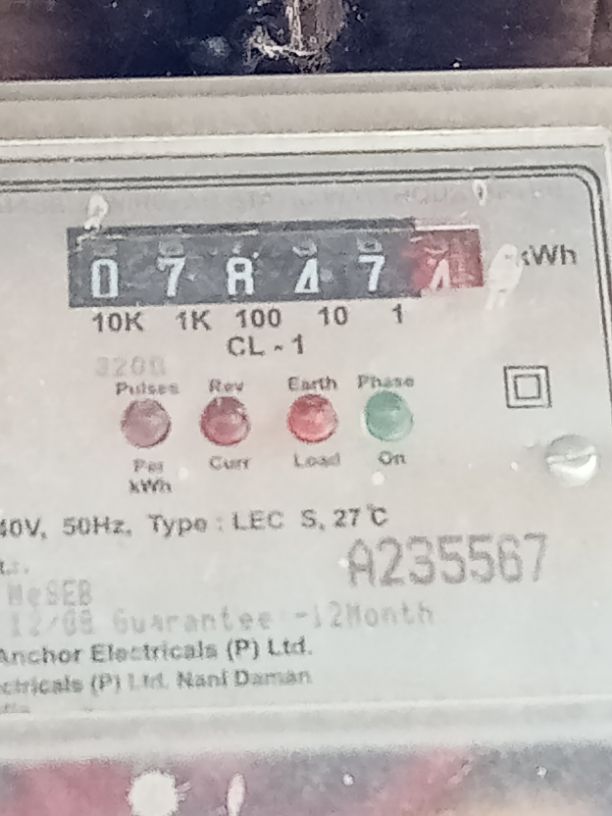 0 7 8 4 7 4 kWh
10K 1K 100 10 1
CL - 1
3200
Pulses Rev Earth Phase
Per Curr Load On
kWh
40V, 50Hz, Type : LEC S, 27°C
A235567
MeSEB
12/08 Guarantee -12Month
Anchor Electricals (P) Ltd.
ctricals (P) Ltd. Nani Daman